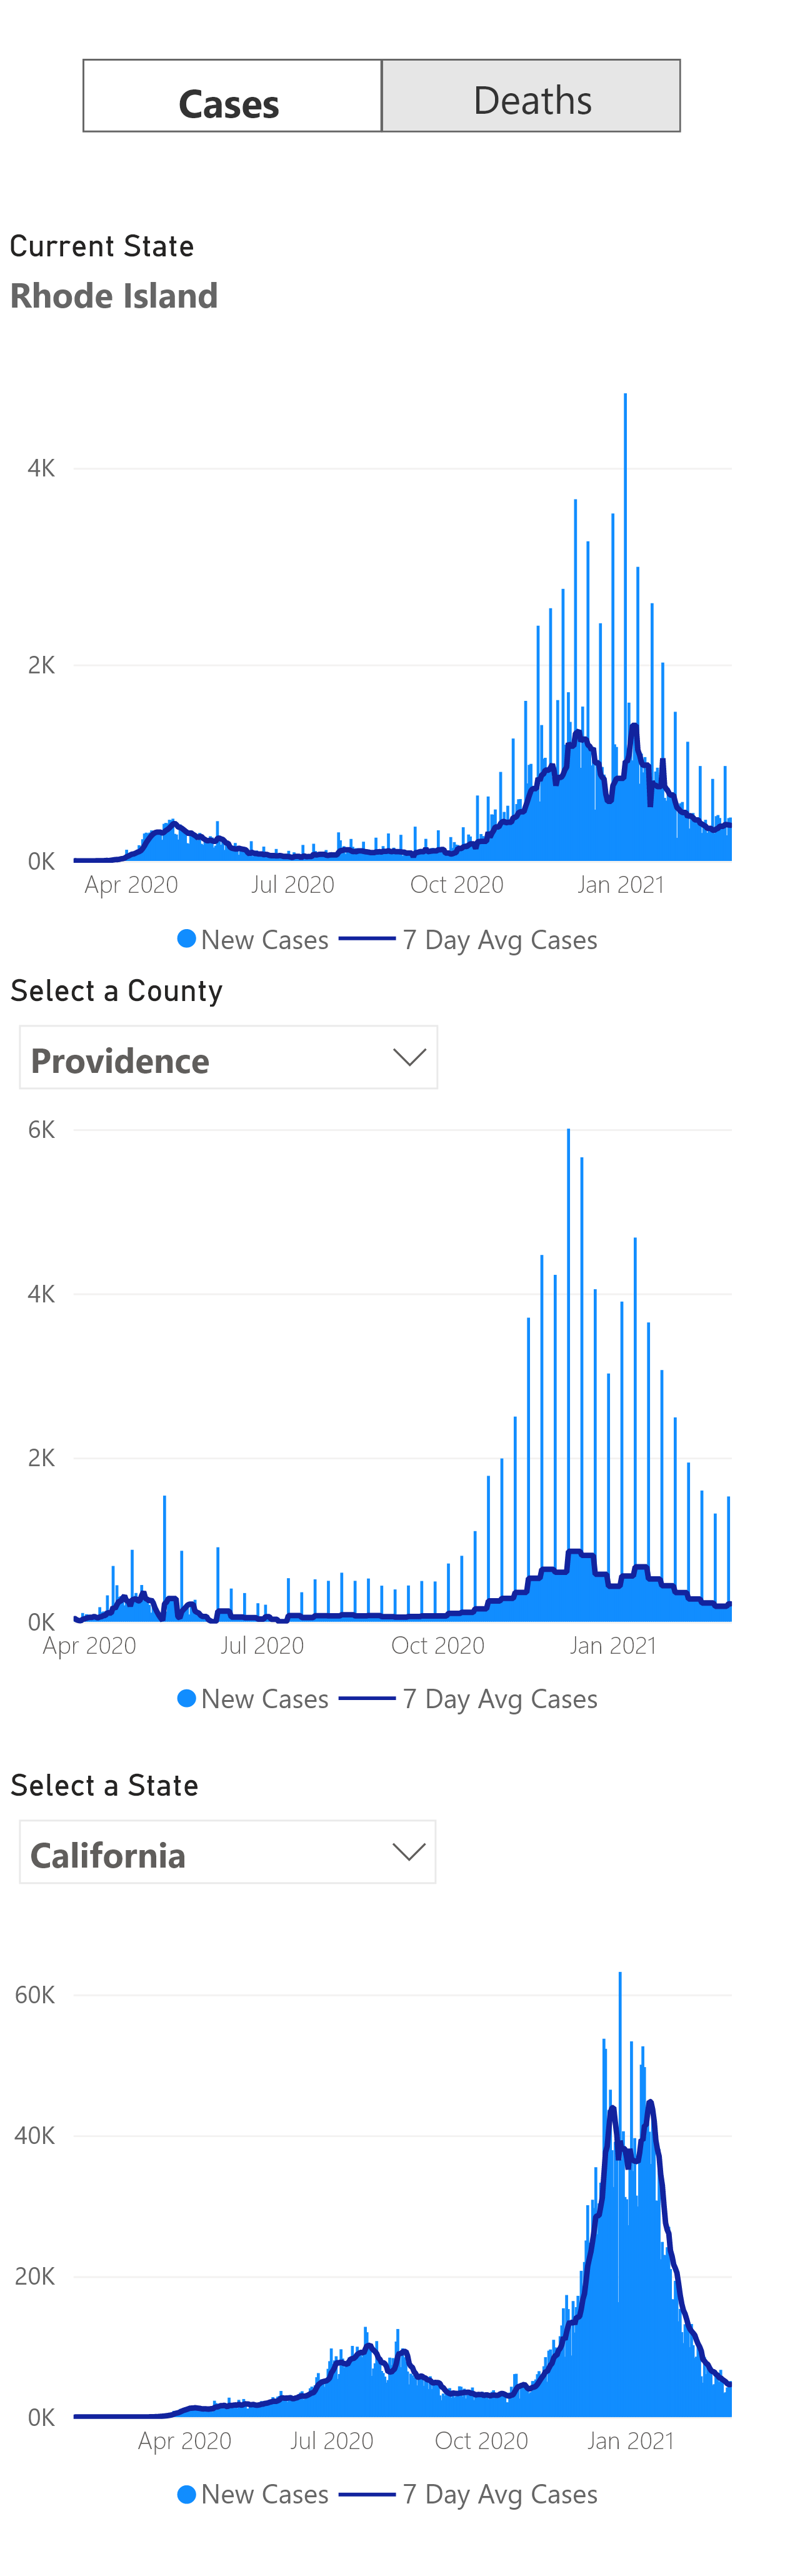 Cases Deaths
Current State
Rhode Island
4K
2K
0K
Apr 2020 Jul 2020 Oct 2020 Jan 2021
New Cases 7 Day Avg Cases
Select a County
Providence
6K
4K
2K
0K
Apr 2020 Jul 2020 Oct 2020 Jan 2021
New Cases 7 Day Avg Cases
Select a State
California
60K
40K
20K
0K
Apr 2020 Jul 2020 Oct 2020 Jan 2021
New Cases 7 Day Avg Cases